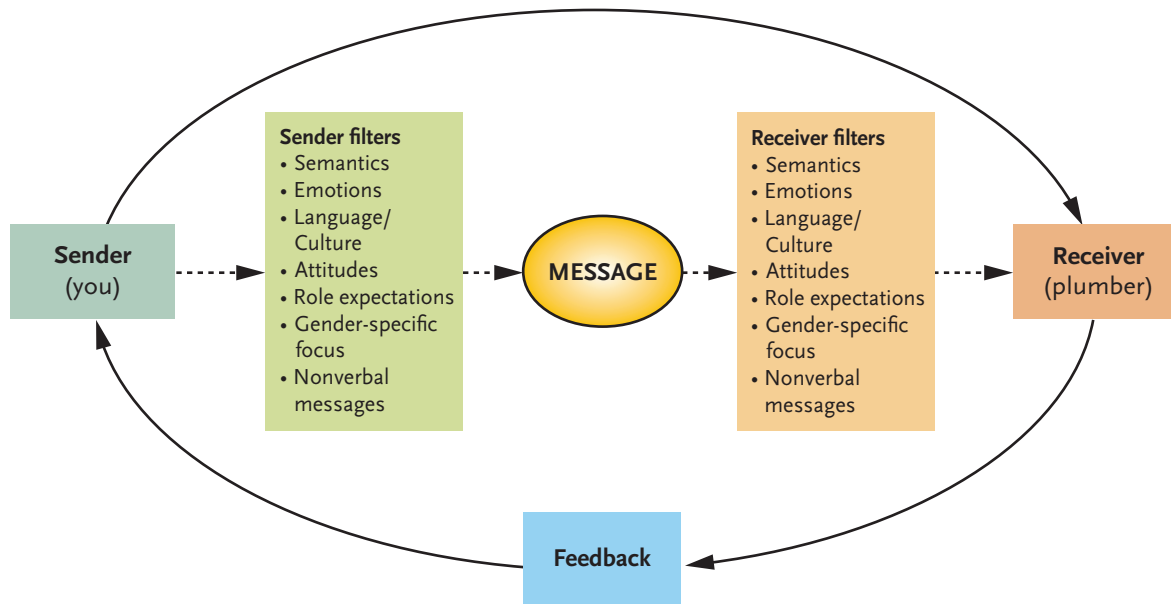 Sender
(you)
Sender filters
• Semantics
• Emotions
• Language/
Culture
• Attitudes
• Role expectations
• Gender-specific
focus
• Nonverbal
messages
MESSAGE
Receiver filters
• Semantics
• Emotions
• Language/
Culture
• Attitudes
• Role expectations
• Gender-specific
focus
• Nonverbal
messages
Receiver
(plumber)
Feedback